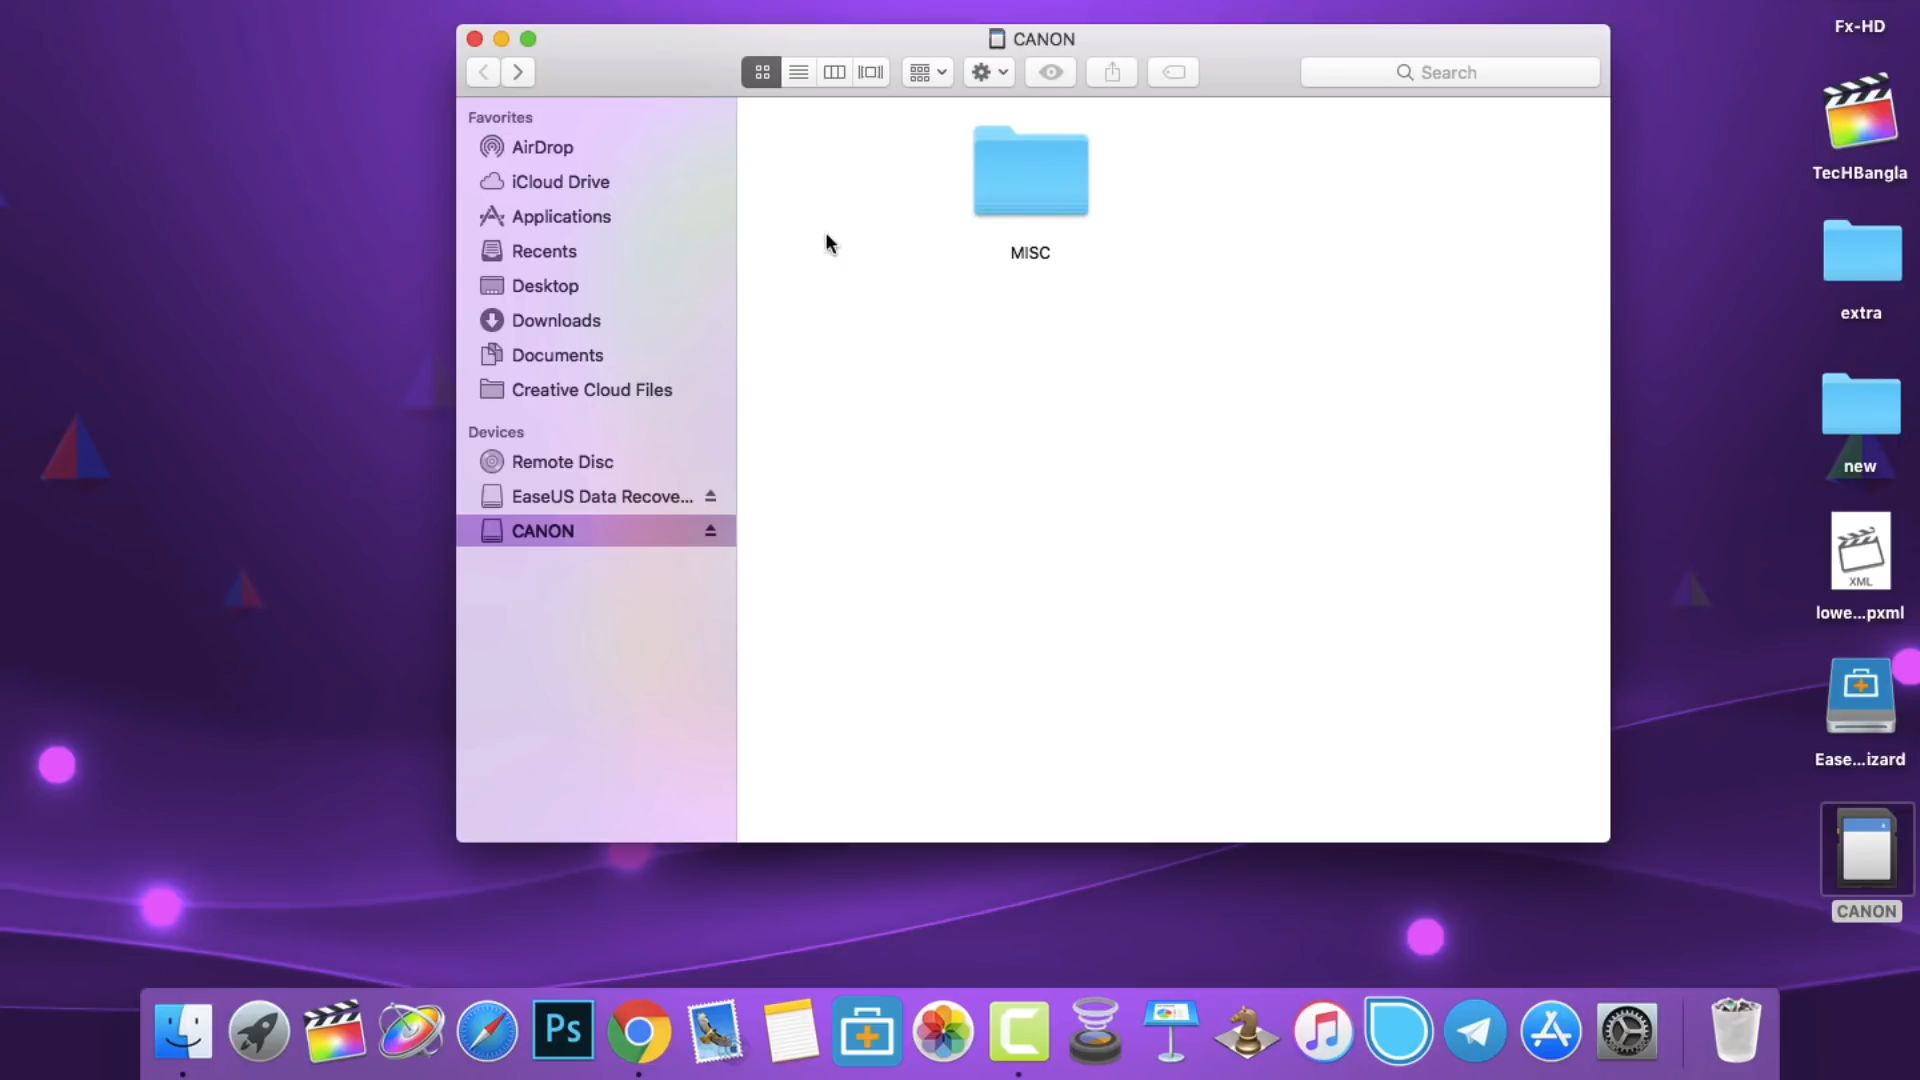 CANON
Search
Favorites
AirDrop
iCloud Drive
Applications
Recents
Desktop
Downloads
Documents
Creative Cloud Files
Devices
Remote Disc
EaseUS Data Recove...
CANON
MISC
Fx-HD
TecHBangla
extra
new
XML
lowe...pxml
Ease...izard
CANON
Ps